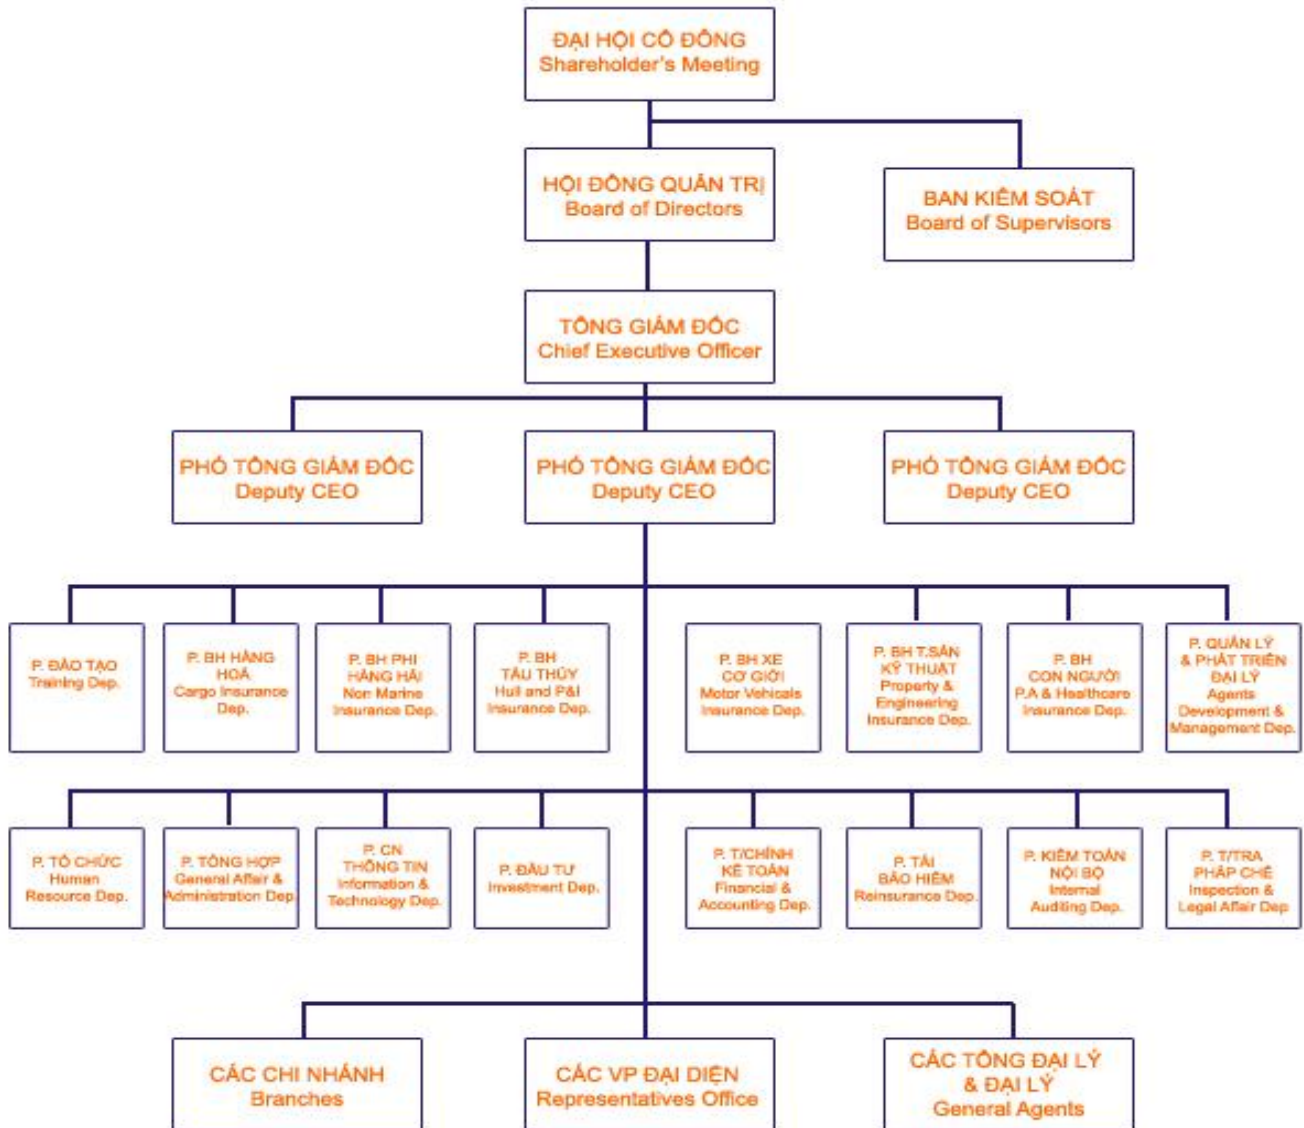 ĐẠI HỘI CỔ ĐÔNG
Shareholder's Meeting
HỘI ĐỒNG QUẢN TRỊ
Board of Directors
BAN KIỂM SOÁT
Board of Supervisors
TỔNG GIÁM ĐỐC
Chief Executive Officer
PHÓ TỔNG GIÁM ĐỐC
Deputy CEO
PHÓ TỔNG GIÁM ĐỐC
Deputy CEO
PHÓ TỔNG GIÁM ĐỐC
Deputy CEO
P. ĐÀO TẠO
Training Dep.
P. BH HÀNG
HOÁ
Cargo Insurance
Dep.
P. BH PHI
HÀNG HẢI
Non Marine
Insurance Dep.
P. BH
TÀU THỦY
Hull and P&I
Insurance Dep.
P. BH XE
CƠ GIỚI
Motor Vehicals
Insurance Dep.
P. BH T.SẢN
KỸ THUẬT
Property &
Engineering
Insurance Dep.
P. BH
CON NGƯỜI
P.A & Healthcare
Insurance Dep.
P. QUẢN LÝ
& PHÁT TRIỂN
ĐẠI LÝ
Agents
Development &
Management Dep.
P. TỔ CHỨC
Human
Resource Dep.
P. TỔNG HỢP
General Affair &
Administration Dep
P. CN
THÔNG TIN
Information &
Technology Dep.
P. ĐẦU TƯ
Investment Dep.
P. T/CHÍNH
KẾ TOÁN
Financial &
Accounting Dep.
P. TÁI
BẢO HIỂM
Reinsurance Dep.
P. KIỂM TOÁN
NỘI BỘ
Internal
Auditing Dep.
P. T/TRA
PHÁP CHẾ
Inspection &
Legal Affair Dep
CÁC CHI NHÁNH
Branches
CÁC VP ĐẠI DIỆN
Representatives Office
CÁC TỔNG ĐẠI LÝ
& ĐẠI LÝ
General Agents